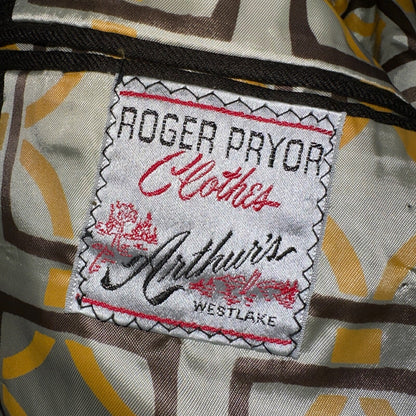 ROGER PRYOR
Clothes
Arthur's
WESTLAKE